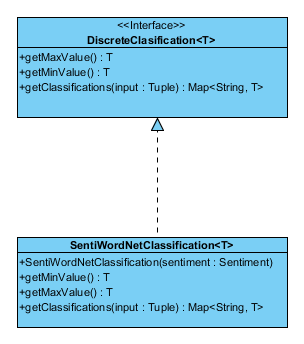 <<Interface>>
DiscreteClasification<T>
+getMaxValue() : T
+getMinValue() : T
+getClassifications(input : Tuple) : Map<String, T>
SentiWordNetClassification<T>
+SentiWordNetClassification(sentiment : Sentiment)
+getMinValue() : T
+getMaxValue() : T
+getClassifications(input : Tuple) : Map<String, T>